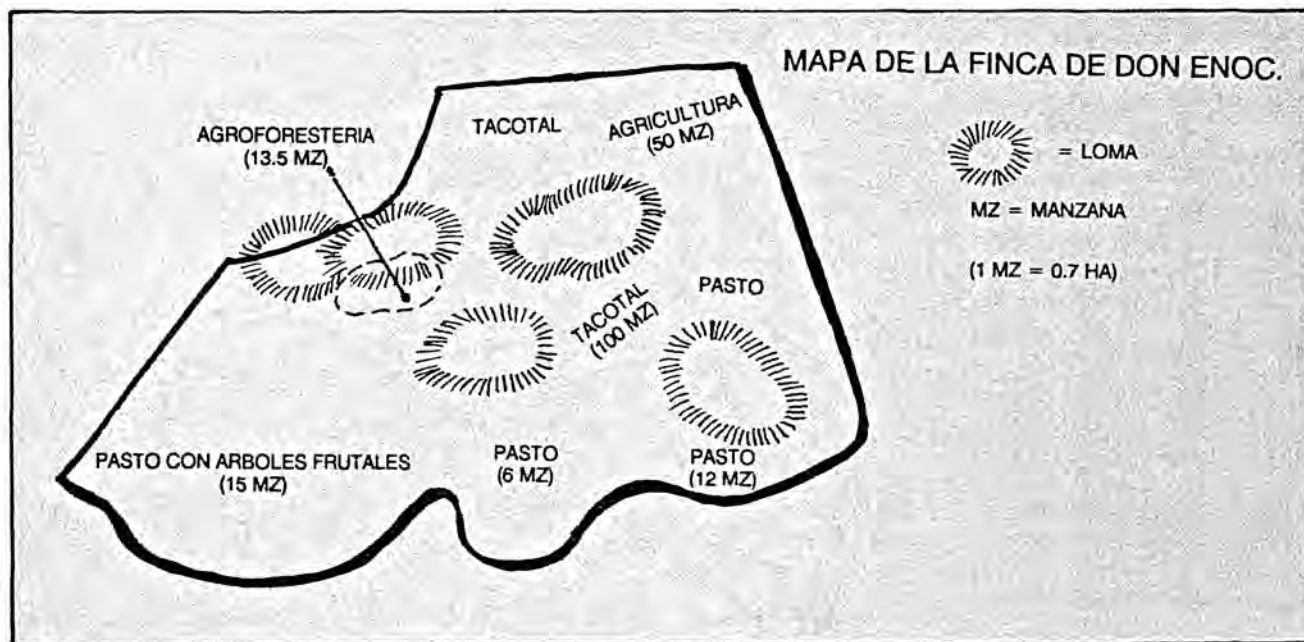 MAPA DE LA FINCA DE DON ENOC.
TACOTAL
AGRICULTURA
(50 MZ)
AGROFORESTERIA
(13.5 MZ)
= LOMA
MZ = MANZANA
(1 MZ = 0.7 HA)
PASTO
TACOTAL
(100 MZ)
PASTO CON ARBOLES FRUTALES
(15 MZ)
PASTO
(6 MZ)
PASTO
(12 MZ)